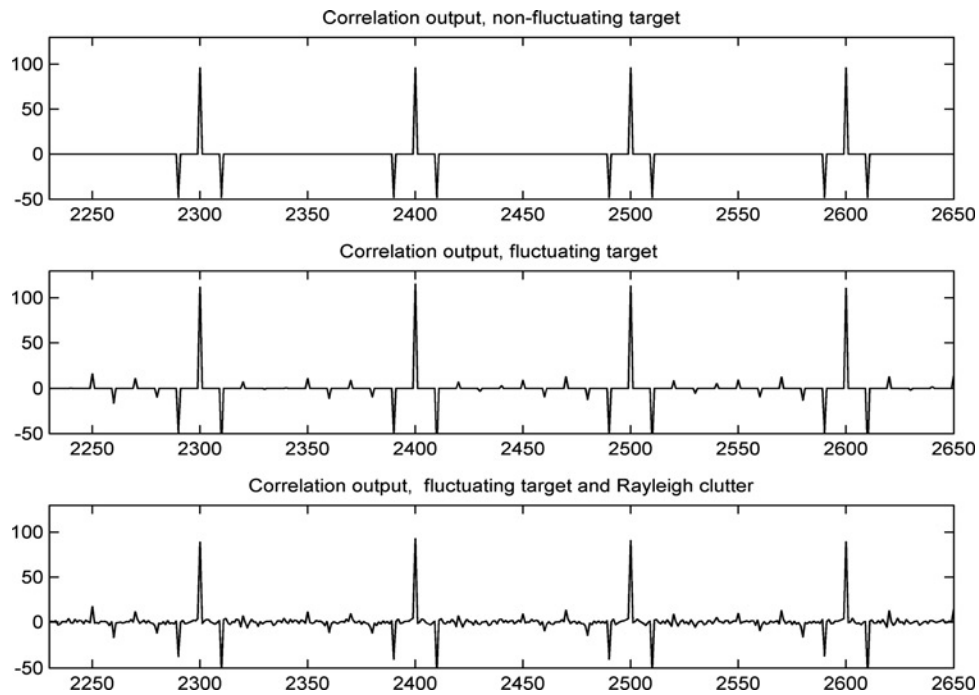 Correlation output, non-fluctuating target
100
50
0
-50
2250 2300 2350 2400 2450 2500 2550 2600 2650
Correlation output, fluctuating target
100
50
0
-50
2250 2300 2350 2400 2450 2500 2550 2600 2650
Correlation output, fluctuating target and Rayleigh clutter
100
50
0
-50
2250 2300 2350 2400 2450 2500 2550 2600 2650